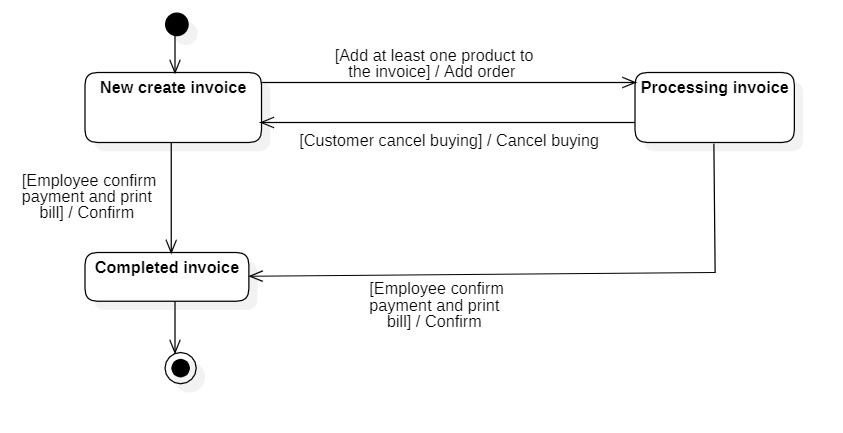 [Add at least one product to
the invoice] / Add order
New create invoice
Processing invoice
[Customer cancel buying] / Cancel buying
[Employee confirm
payment and print
bill] / Confirm
Completed invoice
[Employee confirm
payment and print
bill] / Confirm